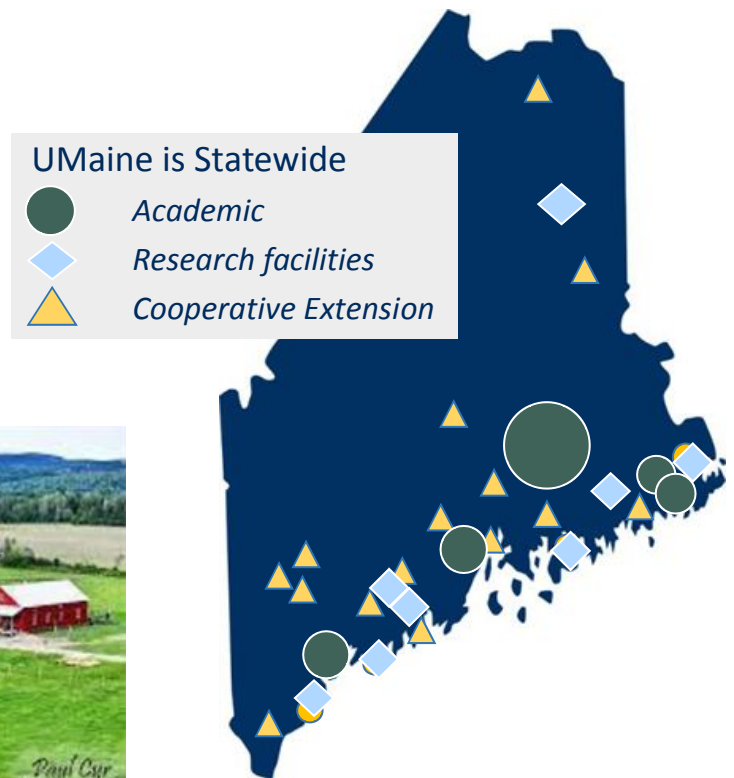 UMaine is Statewide
Academic
Research facilities
Cooperative Extension
Paul Cyr